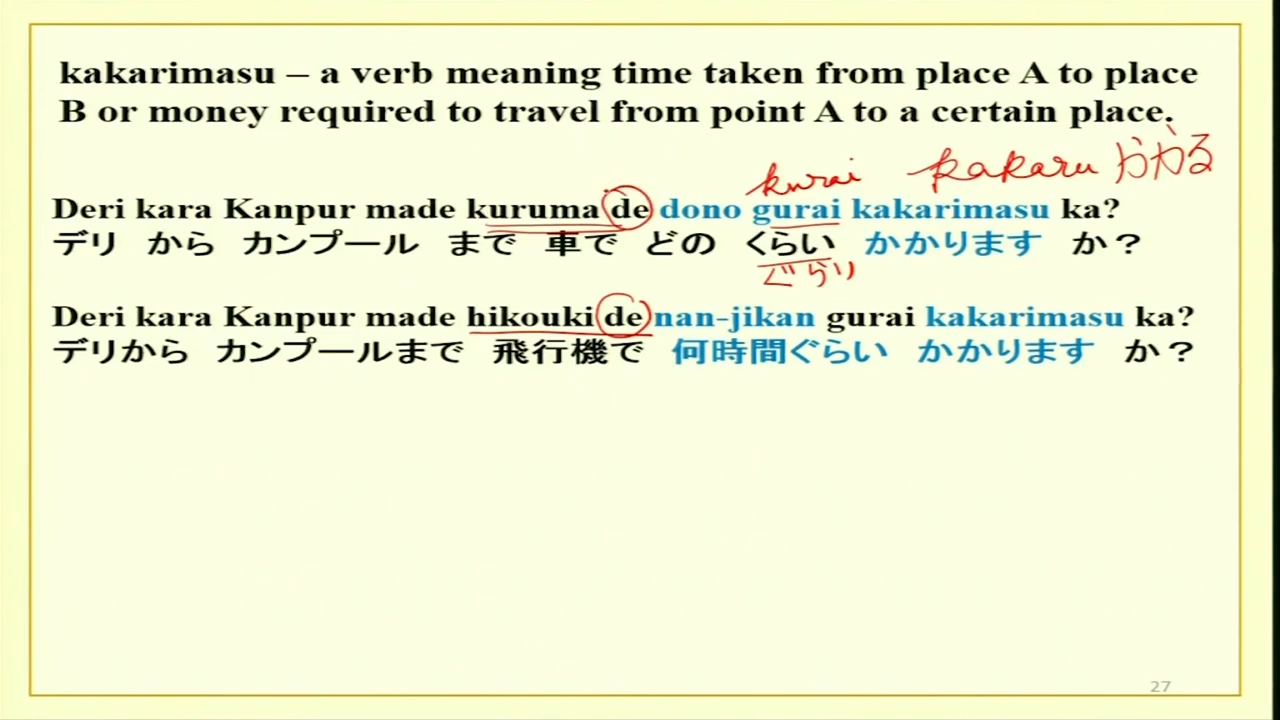 kakarimasu – a verb meaning time taken from place A to place
B or money required to travel from point A to a certain place.
kurai kakaru かかる
Deri kara Kanpur made kuruma de dono gurai kakarimasu ka?
デリ から カンプール まで 車で どの くらい かかります か？
ぐらい
Deri kara Kanpur made hikouki de nan-jikan gurai kakarimasu ka?
デリから カンプールまで 飛行機で 何時間ぐらい かかります か？
27